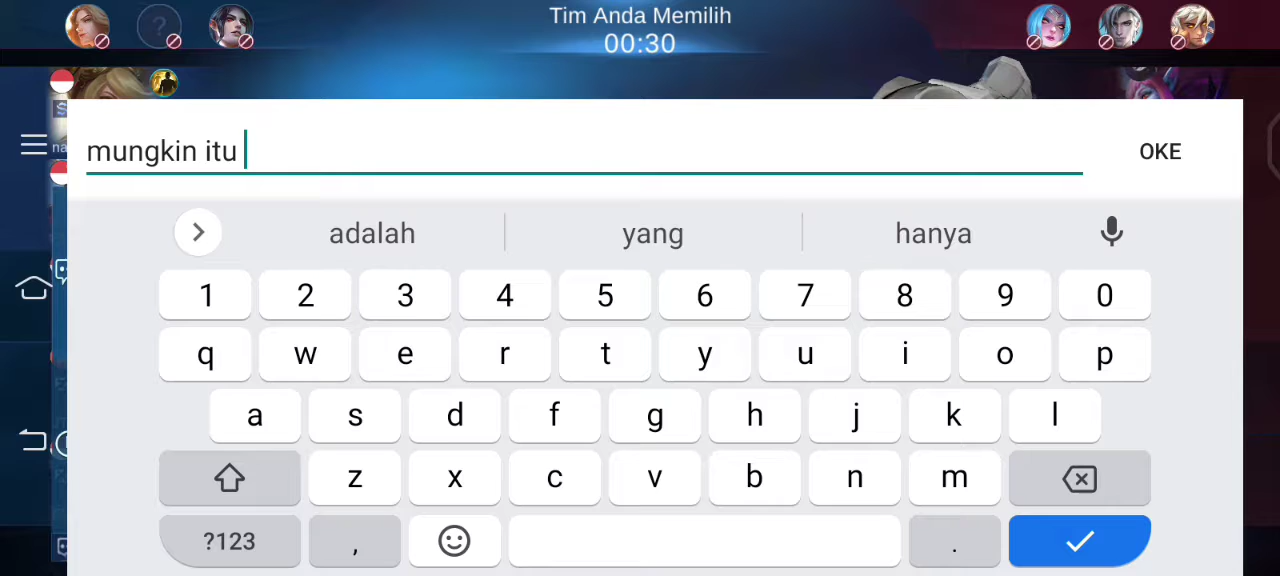 Tim Anda Memilih
00:30
?
S
na
mungkin itu
OKE
adalah yang hanya
1 2 3 4 5 6 7 8 9 0
q w e r t y u i o p
a s d f g h j k l
z x c v b n m
?123 , .